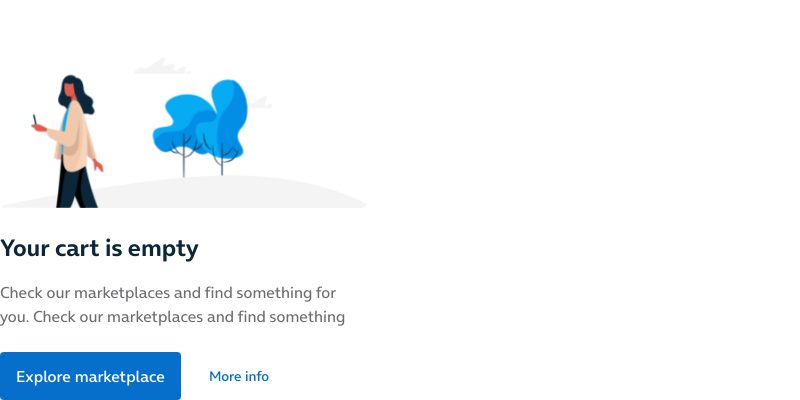 Your cart is empty
Check our marketplaces and find something for
you. Check our marketplaces and find something
Explore marketplace
More info